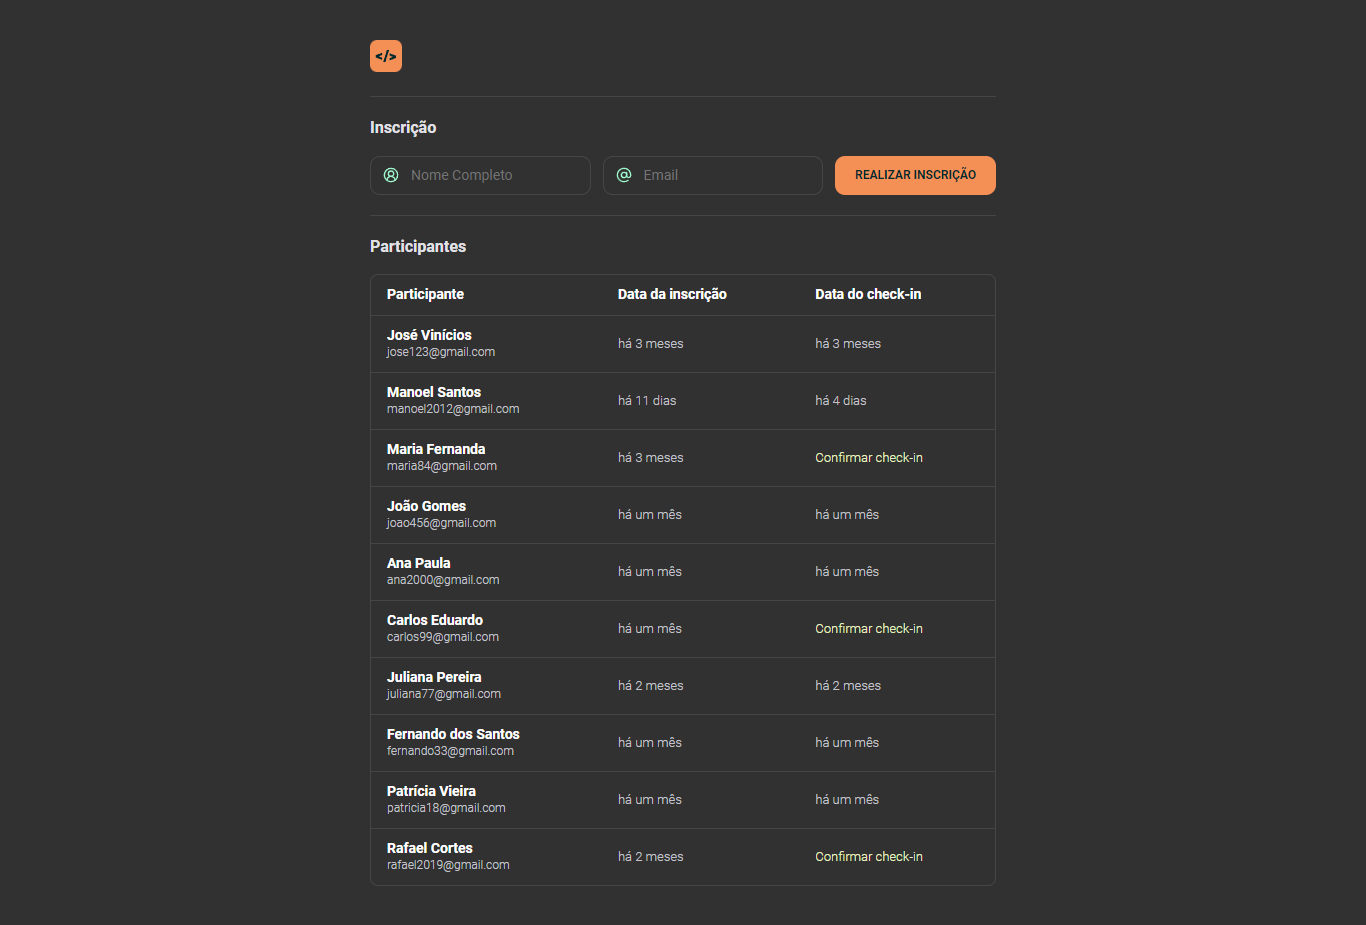 </>
Inscrição
Nome Completo
Email
REALIZAR INSCRIÇÃO
Participantes
Participante Data da inscrição Data do check-in
José Vinícios
jose123@gmail.com
há 3 meses há 3 meses
Manoel Santos
manoel2012@gmail.com
há 11 dias há 4 dias
Maria Fernanda
maria84@gmail.com
há 3 meses Confirmar check-in
João Gomes
joao456@gmail.com
há um mês há um mês
Ana Paula
ana2000@gmail.com
há um mês há um mês
Carlos Eduardo
carlos99@gmail.com
há um mês Confirmar check-in
Juliana Pereira
juliana77@gmail.com
há 2 meses há 2 meses
Fernando dos Santos
fernando33@gmail.com
há um mês há um mês
Patrícia Vieira
patricia18@gmail.com
há um mês há um mês
Rafael Cortes
rafael2019@gmail.com
há 2 meses Confirmar check-in